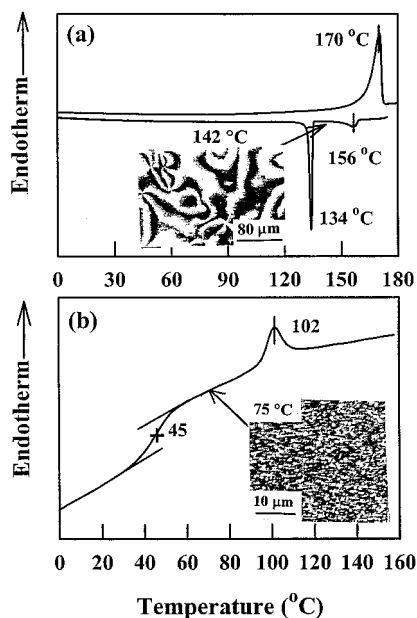 (a)
170 °C
142 °C
156 °C
80 µm
134 °C
Endotherm
0 30 60 90 120 150 180
(b)
102
75 °C
45
10 µm
Endotherm
0 20 40 60 80 100 120 140 160
Temperature (°C)